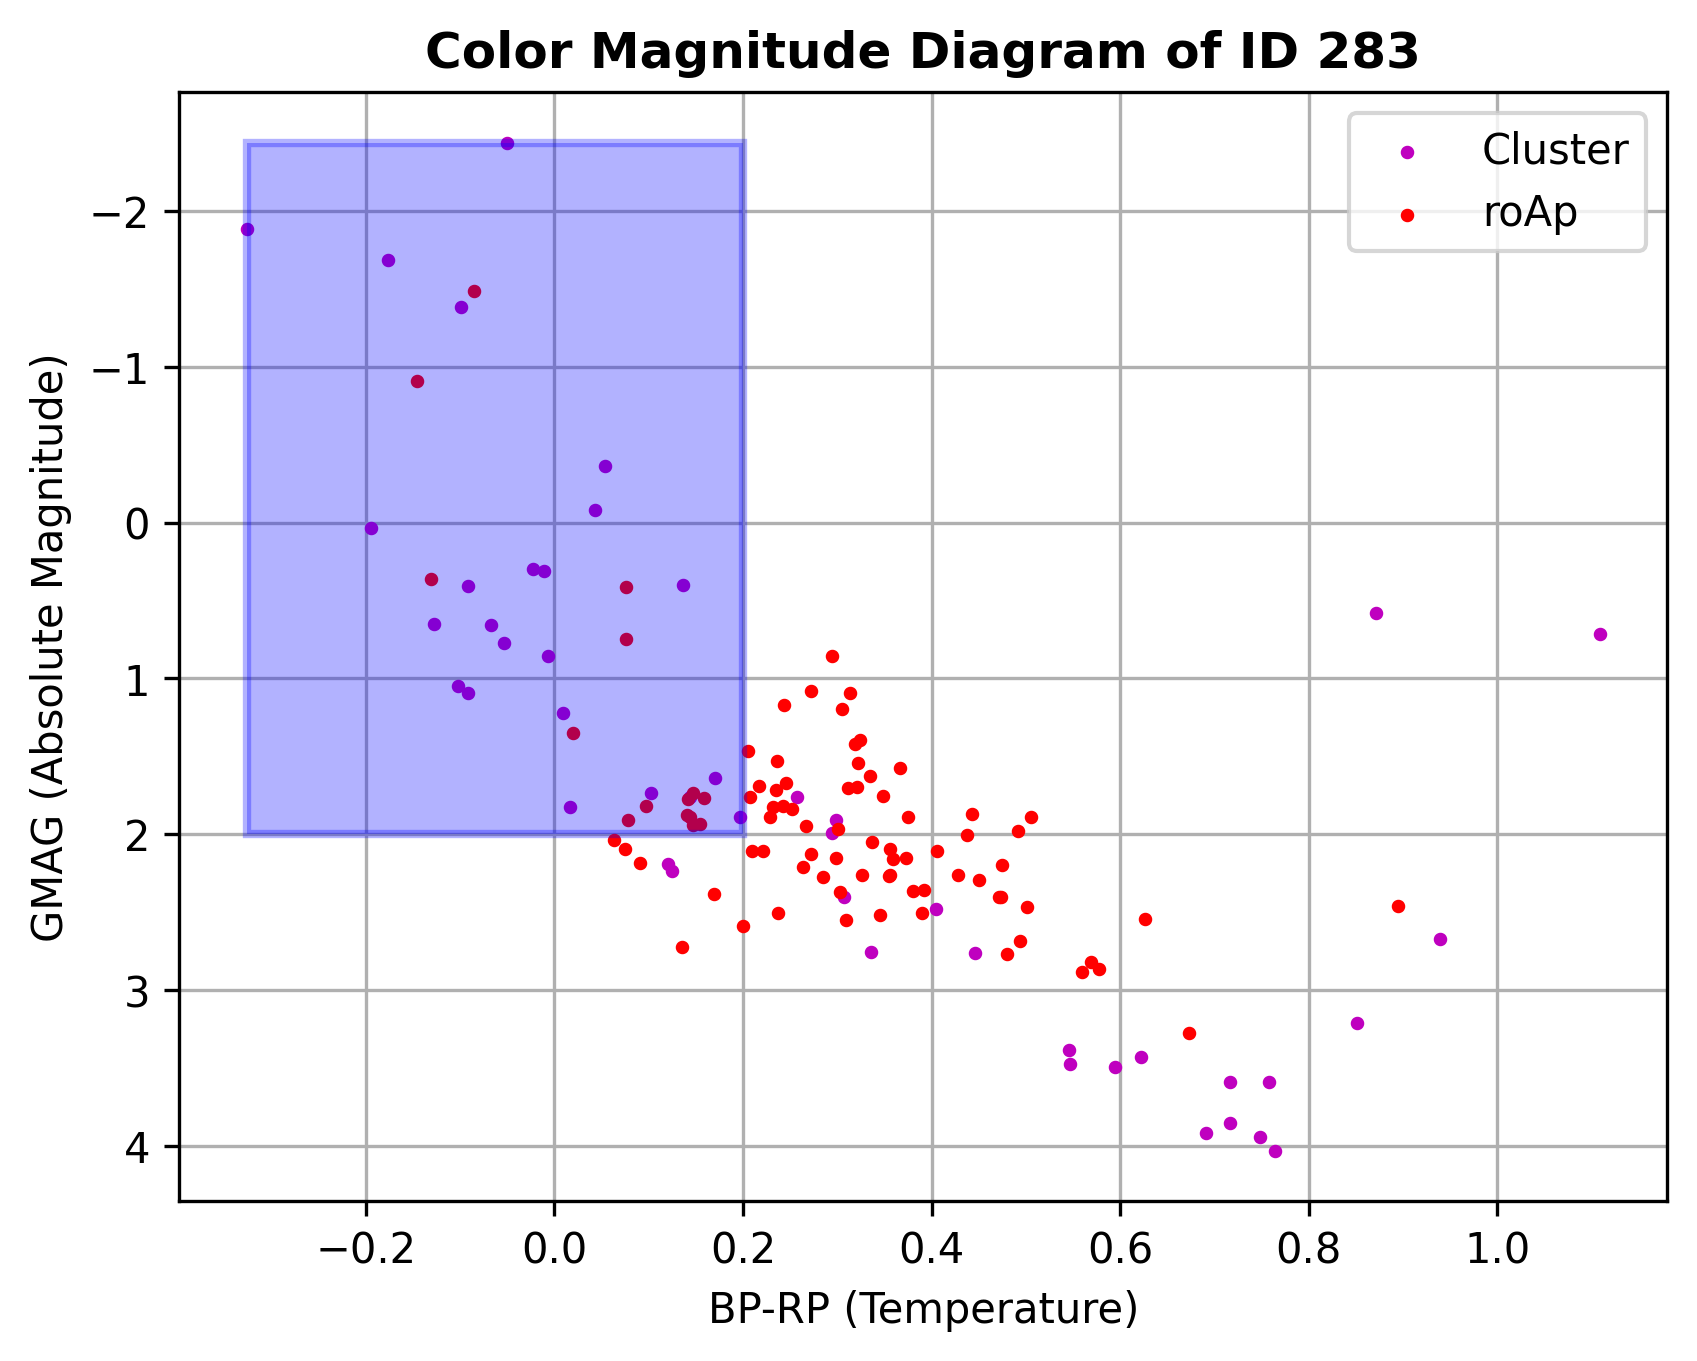 Color Magnitude Diagram of ID 283
Cluster
roAp
GMAG (Absolute Magnitude)
−2
−1
0
1
2
3
4
−0.2 0.0 0.2 0.4 0.6 0.8 1.0
BP-RP (Temperature)